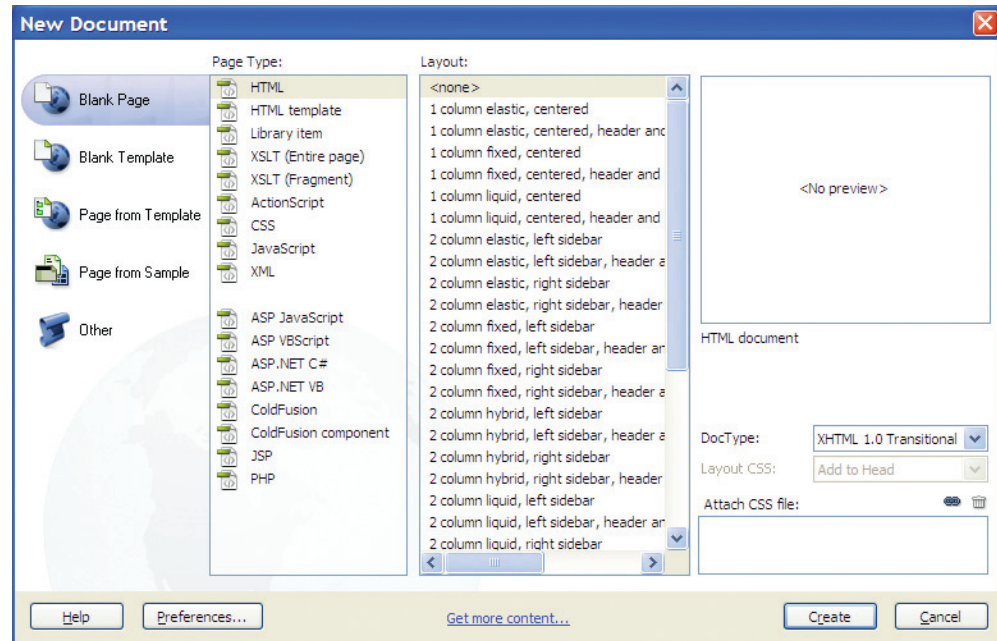 New Document
Page Type:
Layout:
Blank Page
Blank Template
Page from Template
Page from Sample
Other
HTML
HTML template
Library item
XSLT (Entire page)
XSLT (Fragment)
ActionScript
CSS
JavaScript
XML
ASP JavaScript
ASP VBScript
ASP.NET C#
ASP.NET VB
ColdFusion
ColdFusion component
JSP
PHP
<none>
1 column elastic, centered
1 column elastic, centered, header and
1 column fixed, centered
1 column fixed, centered, header and
1 column liquid, centered
1 column liquid, centered, header and
2 column elastic, left sidebar
2 column elastic, left sidebar, header a
2 column elastic, right sidebar
2 column elastic, right sidebar, header
2 column fixed, left sidebar
2 column fixed, left sidebar, header ar
2 column fixed, right sidebar
2 column fixed, right sidebar, header a
2 column hybrid, left sidebar
2 column hybrid, left sidebar, header a
2 column hybrid, right sidebar
2 column hybrid, right sidebar, header
2 column liquid, left sidebar
2 column liquid, left sidebar, header ar
2 column liquid, right sidebar
<No preview>
HTML document
DocType: XHTML 1.0 Transitional
Layout CSS: Add to Head
Attach CSS file:
Help
Preferences...
Get more content...
Create
Cancel